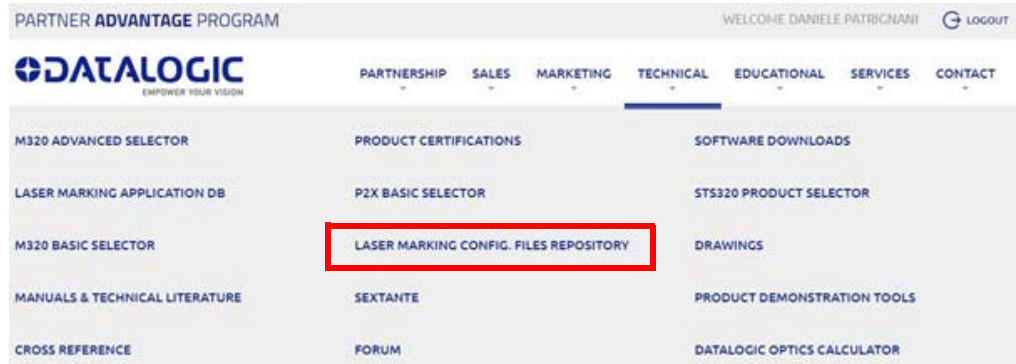 PARTNER ADVANTAGE PROGRAM WELCOME DANIELE PATRIGNANI LOGOUT
DATALOGIC
EMPOWER YOUR VISION
PARTNERSHIP SALES MARKETING TECHNICAL EDUCATIONAL SERVICES CONTACT
M320 ADVANCED SELECTOR PRODUCT CERTIFICATIONS SOFTWARE DOWNLOADS
LASER MARKING APPLICATION DB P2X BASIC SELECTOR STS320 PRODUCT SELECTOR
M320 BASIC SELECTOR LASER MARKING CONFIG. FILES REPOSITORY DRAWINGS
MANUALS & TECHNICAL LITERATURE SEXTANTE PRODUCT DEMONSTRATION TOOLS
CROSS REFERENCE FORUM DATALOGIC OPTICS CALCULATOR